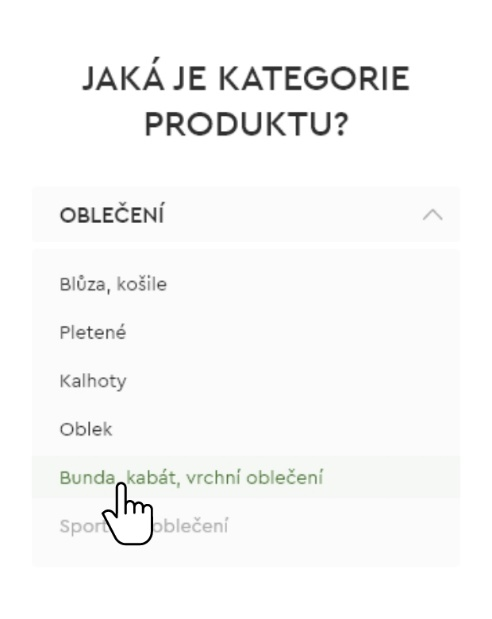 JAKÁ JE KATEGORIE
PRODUKTU?
OBLEČENÍ
Blůza, košile
Pletené
Kalhoty
Oblek
Bunda, kabát, vrchní oblečení
oblečení